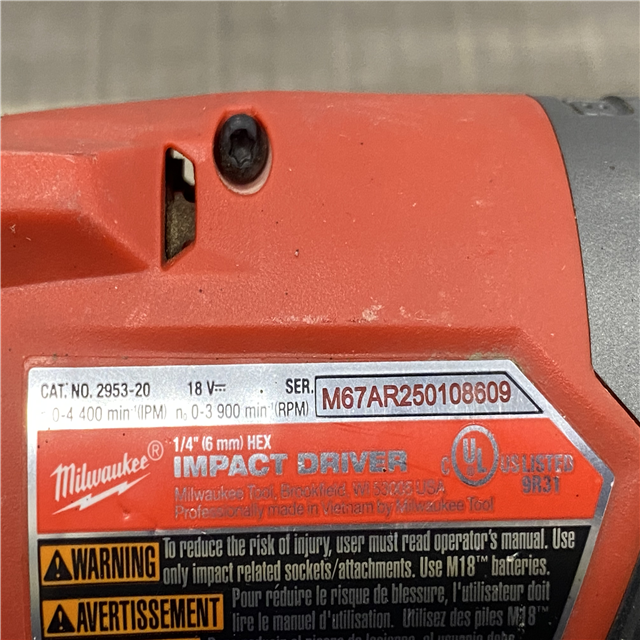 CAT. NO. 2953-20 18 V⎓ SER. M67AR250108609
0-4 400 min⁻¹(IPM) n₀ 0-3 900 min⁻¹(RPM)
1/4" (6 mm) HEX
Milwaukee® IMPACT DRIVER C UL US LISTED
Milwaukee Tool, Brookfield, WI 53005 USA 9R31
Professionally made in Vietnam by Milwaukee Tool
WARNING To reduce the risk of injury, user must read operator's manual. Use
only impact related sockets/attachments. Use M18™ batteries.
AVERTISSEMENT Pour réduire le risque de blessure, l'utilisateur doit
lire le manuel d'utilisation. Utilisez des piles M18™